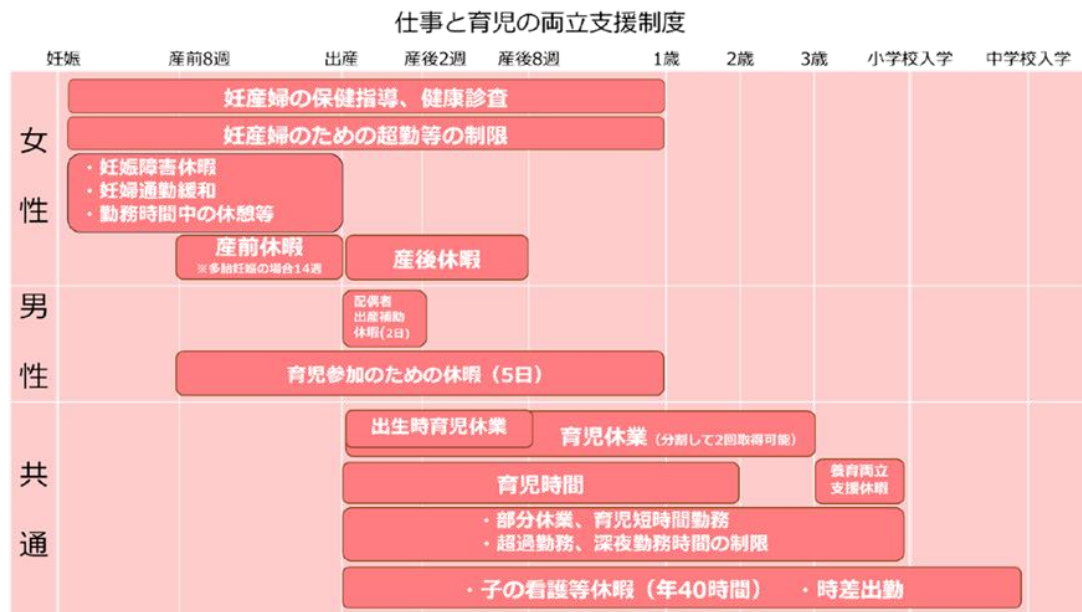 仕事と育児の両立支援制度
妊娠 産前8週 出産 産後2週 産後8週 1歳 2歳 3歳 小学校入学 中学校入学
女性
妊産婦の保健指導、健康診査
妊産婦のための超勤等の制限
・妊娠障害休暇
・妊婦通勤緩和
・勤務時間中の休憩等
産前休暇
※多胎妊娠の場合14週
産後休暇
男性
配偶者
出産補助
休暇(2日)
育児参加のための休暇（5日）
共通
出生時育児休業
育児休業（分割して2回取得可能）
育児時間
養育両立
支援休暇
・部分休業、育児短時間勤務
・超過勤務、深夜勤務時間の制限
・子の看護等休暇（年40時間） ・時差出勤